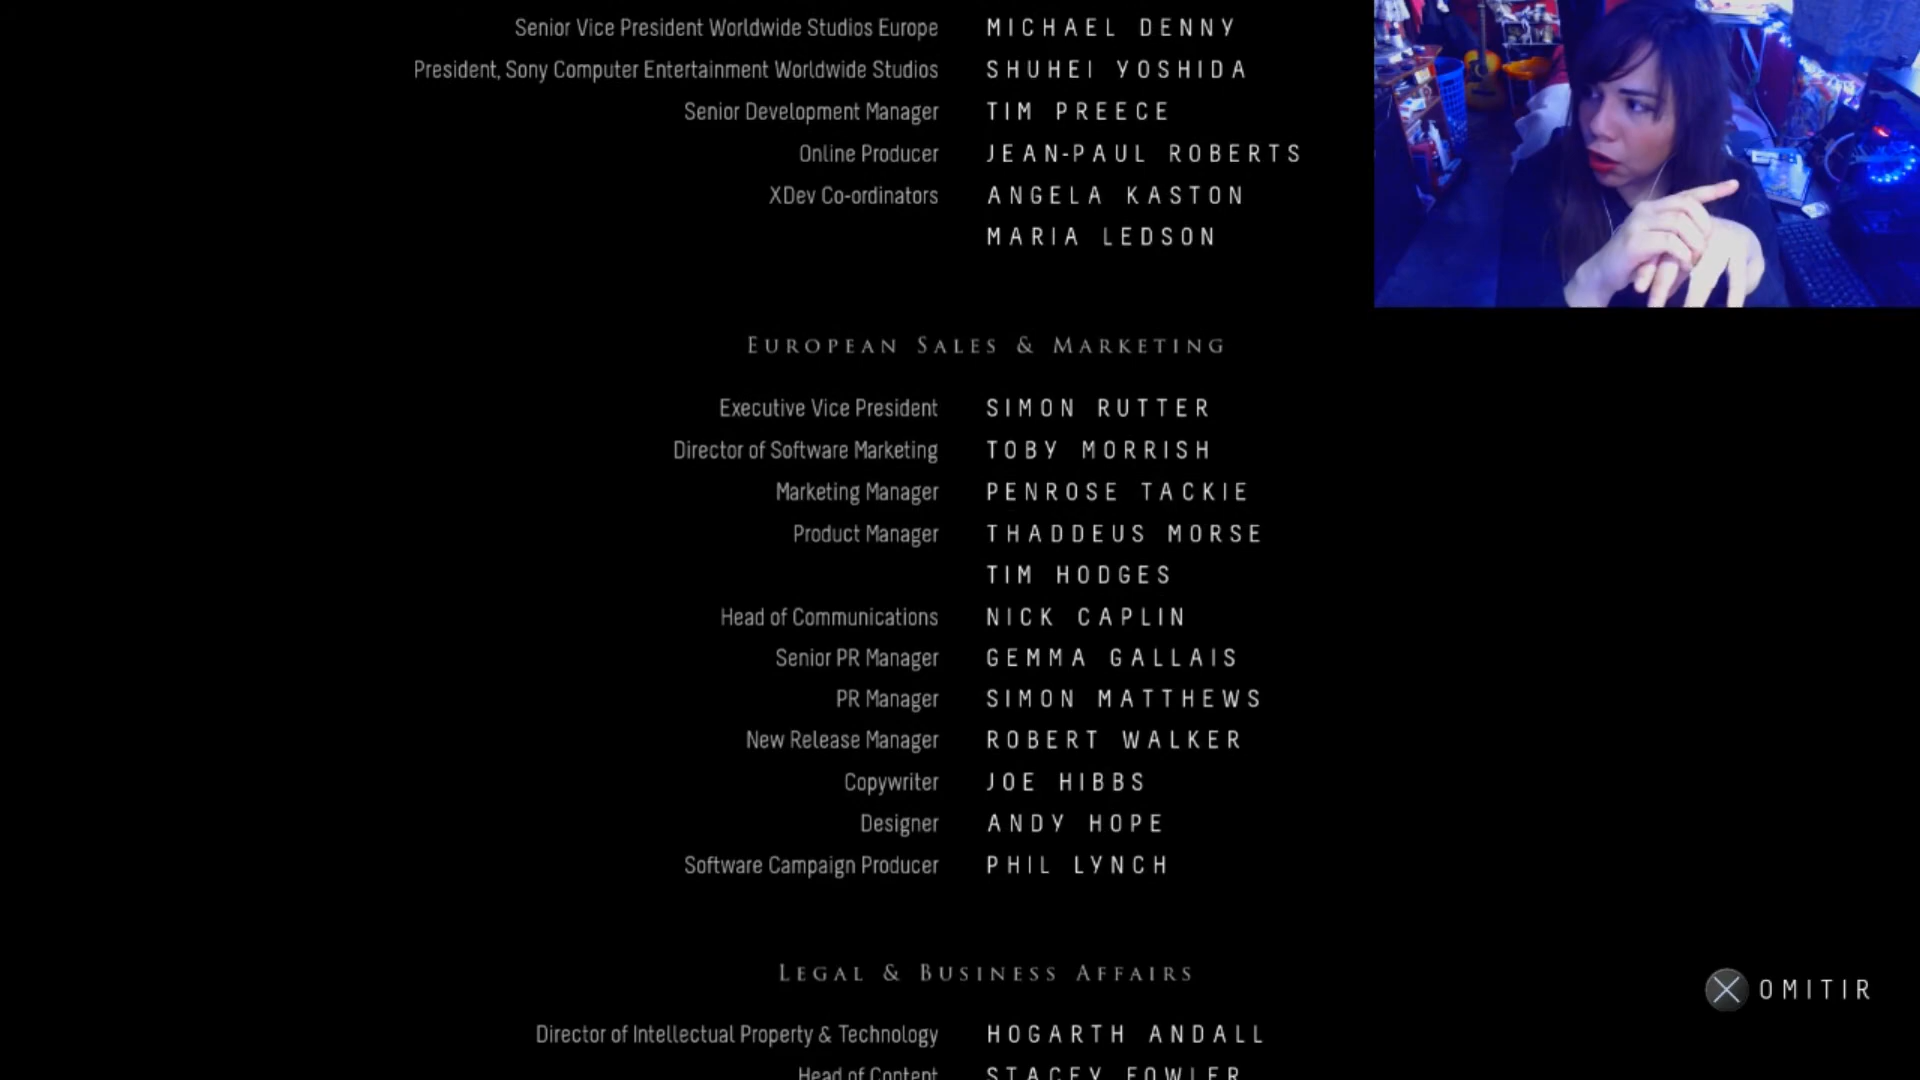 Senior Vice President Worldwide Studios Europe MICHAEL DENNY
President, Sony Computer Entertainment Worldwide Studios SHUHEI YOSHIDA
Senior Development Manager TIM PREECE
Online Producer JEAN-PAUL ROBERTS
XDev Co-ordinators ANGELA KASTON
MARIA LEDSON
EUROPEAN SALES & MARKETING
Executive Vice President SIMON RUTTER
Director of Software Marketing TOBY MORRISH
Marketing Manager PENROSE TACKIE
Product Manager THADDEUS MORSE
TIM HODGES
Head of Communications NICK CAPLIN
Senior PR Manager GEMMA GALLAIS
PR Manager SIMON MATTHEWS
New Release Manager ROBERT WALKER
Copywriter JOE HIBBS
Designer ANDY HOPE
Software Campaign Producer PHIL LYNCH
LEGAL & BUSINESS AFFAIRS
OMITIR
Director of Intellectual Property & Technology HOGARTH ANDALL
Head of Content STACEY FOWLER